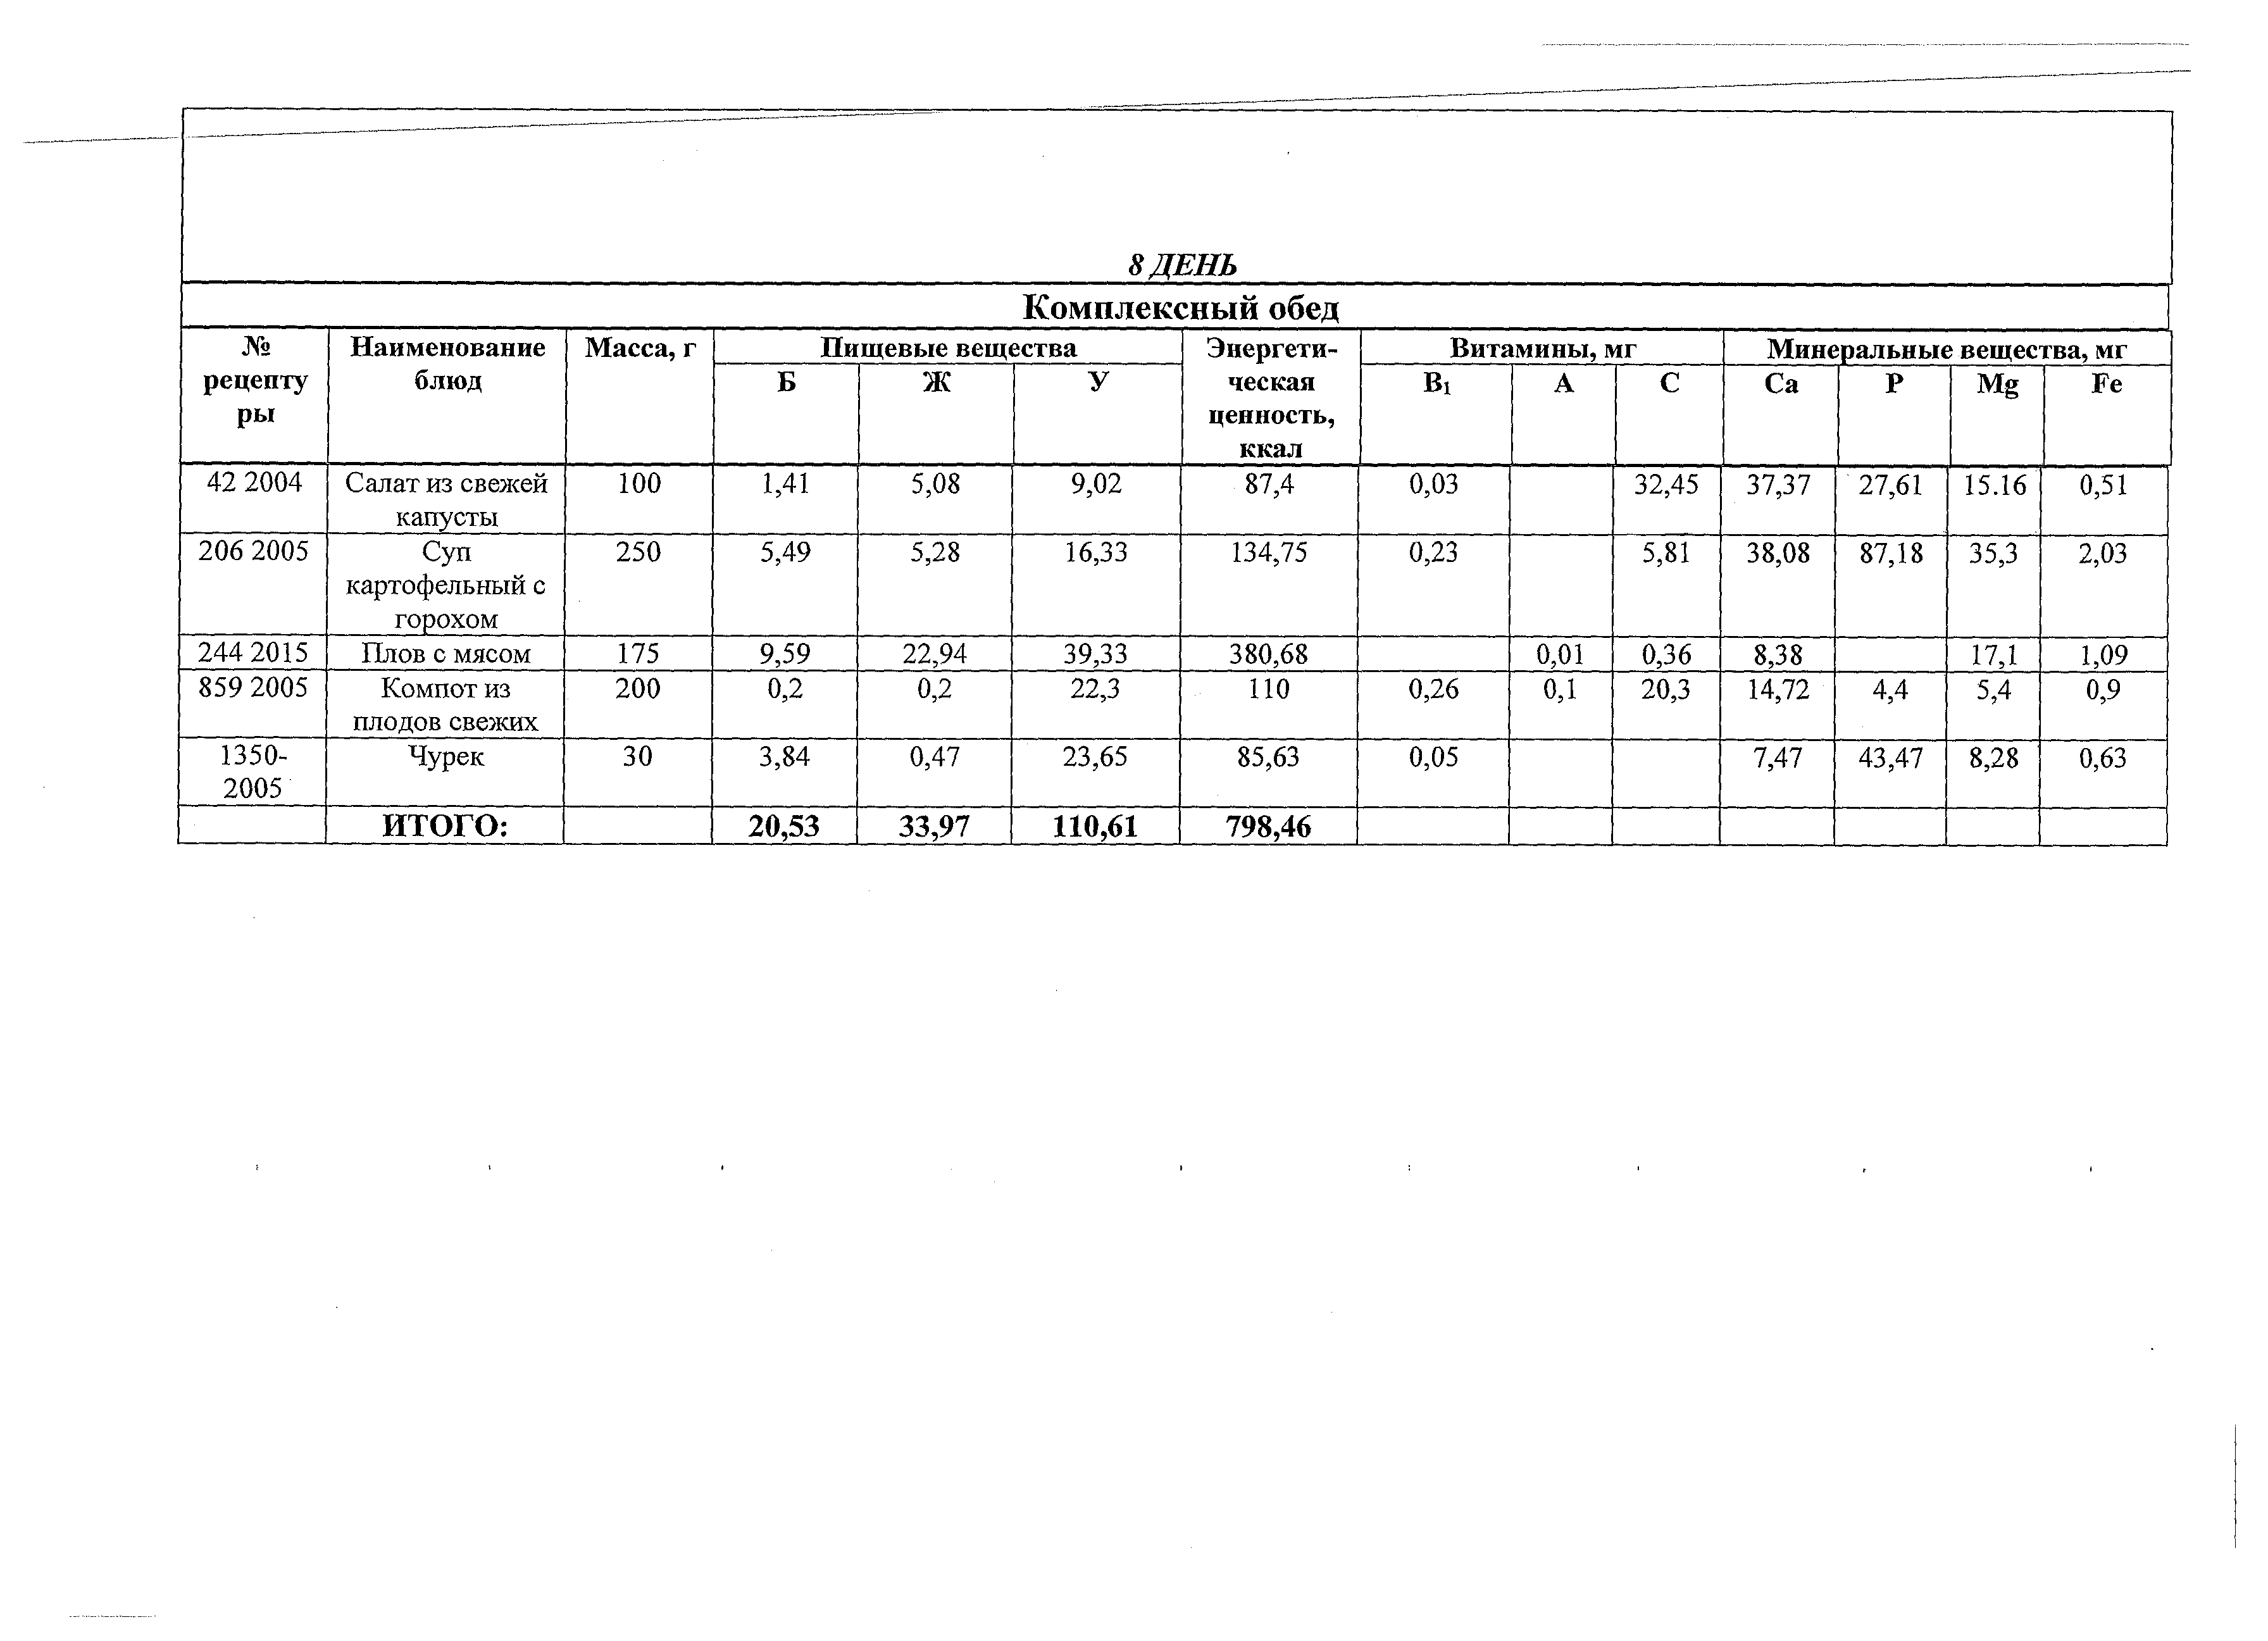 8 ДЕНЬ
Комплексный обед
№ рецепту ры Наименование блюд Масса, г Пищевые вещества Энергети- ческая ценность, ккал Витамины, мг Минеральные вещества, мг
Б Ж У B1 А С Ca P Mg Fe
42 2004 Салат из свежей капусты 100 1,41 5,08 9,02 87,4 0,03 32,45 37,37 27,61 15.16 0,51
206 2005 Суп картофельный с горохом 250 5,49 5,28 16,33 134,75 0,23 5,81 38,08 87,18 35,3 2,03
244 2015 Плов с мясом 175 9,59 22,94 39,33 380,68 0,01 0,36 8,38 17,1 1,09
859 2005 Компот из плодов свежих 200 0,2 0,2 22,3 110 0,26 0,1 20,3 14,72 4,4 5,4 0,9
1350- 2005 Чурек 30 3,84 0,47 23,65 85,63 0,05 7,47 43,47 8,28 0,63
ИТОГО: 20,53 33,97 110,61 798,46